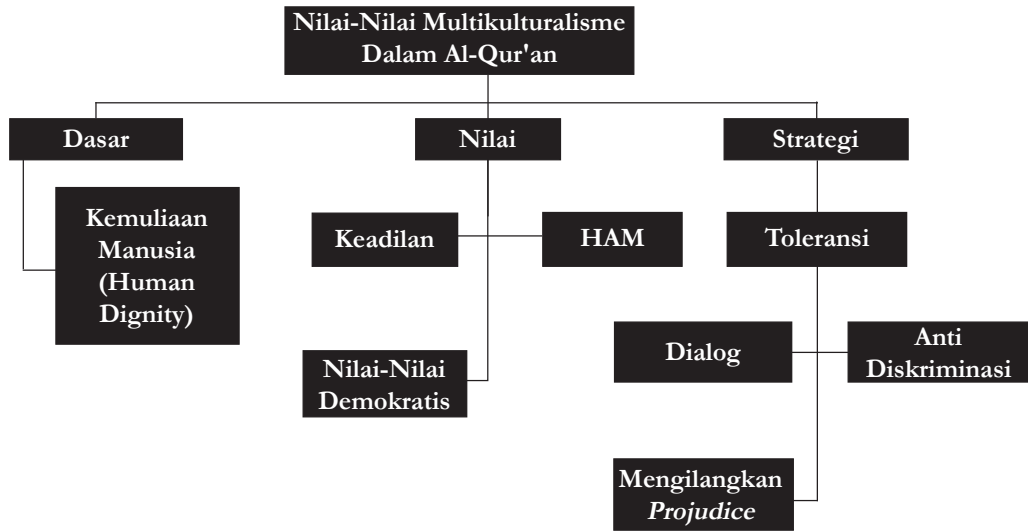 Nilai-Nilai Multikulturalisme
Dalam Al-Qur'an
Dasar
Nilai
Strategi
Kemuliaan
Manusia
(Human
Dignity)
Keadilan
HAM
Toleransi
Nilai-Nilai
Demokratis
Dialog
Anti
Diskriminasi
Mengilangkan
Projudice